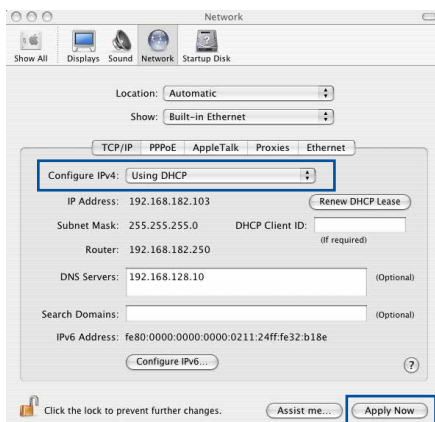 Network
Show All Displays Sound Network Startup Disk
Location: Automatic
Show: Built-in Ethernet
TCP/IP PPPoE AppleTalk Proxies Ethernet
Configure IPv4: Using DHCP
IP Address: 192.168.182.103 Renew DHCP Lease
Subnet Mask: 255.255.255.0 DHCP Client ID:
(If required)
Router: 192.168.182.250
DNS Servers: 192.168.128.10 (Optional)
Search Domains: (Optional)
IPv6 Address: fe80:0000:0000:0000:0211:24ff:fe32:b18e
Configure IPv6... ?
Click the lock to prevent further changes. Assist me... Apply Now